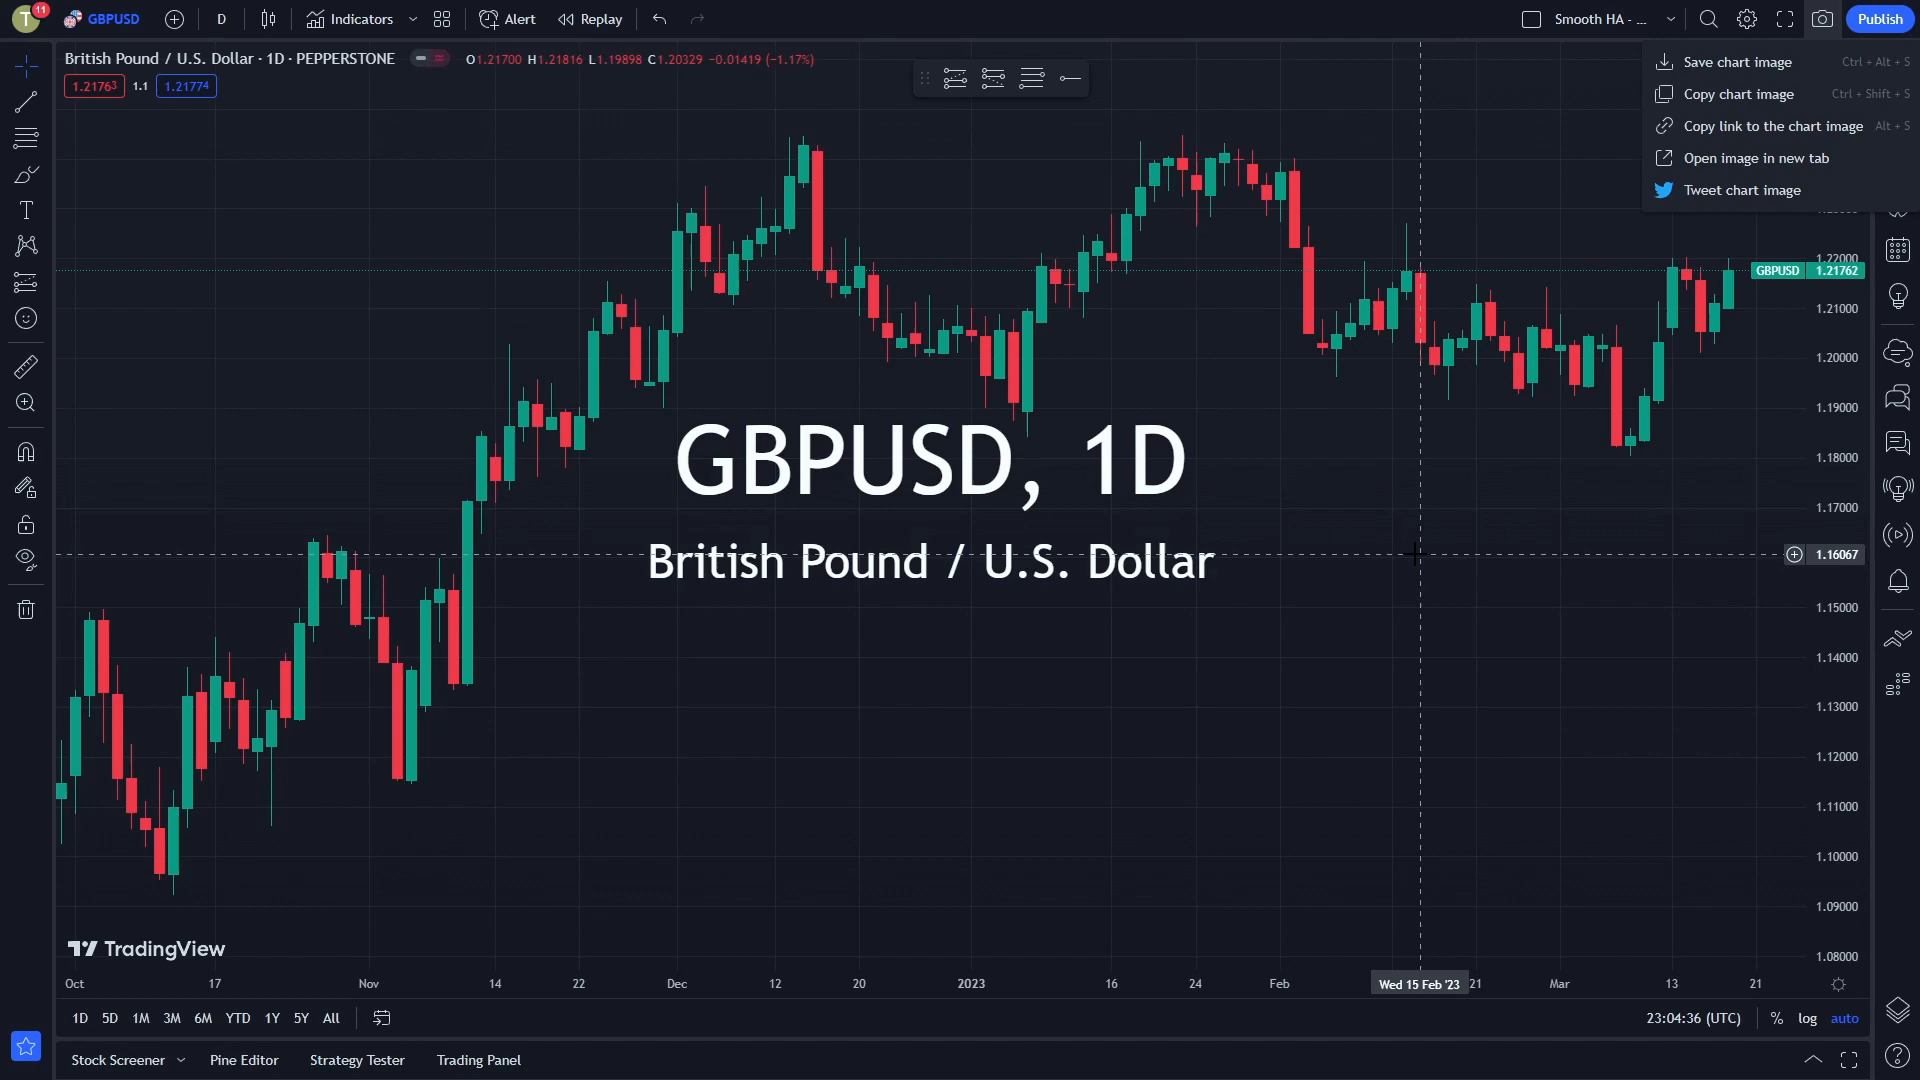 T 11 GBPUSD D Indicators Alert Replay Smooth HA - ... Publish
British Pound / U.S. Dollar · 1D · PEPPERSTONE O1.21700 H1.21816 L1.19898 C1.20329 −0.01419 (−1.17%)
1.21763 1.1 1.21774
Save chart image Ctrl + Alt + S
Copy chart image Ctrl + Shift + S
Copy link to the chart image Alt + S
Open image in new tab
Tweet chart image
1.22000
GBPUSD 1.21762
1.21000
1.20000
1.19000
1.18000
1.17000
1.16067
1.15000
1.14000
1.13000
1.12000
1.11000
1.10000
1.09000
1.08000
GBPUSD, 1D
British Pound / U.S. Dollar
TradingView
Oct 17 Nov 14 22 Dec 12 20 2023 16 24 Feb Wed 15 Feb '23 21 Mar 13 21
1D 5D 1M 3M 6M YTD 1Y 5Y All 23:04:36 (UTC) % log auto
Stock Screener Pine Editor Strategy Tester Trading Panel